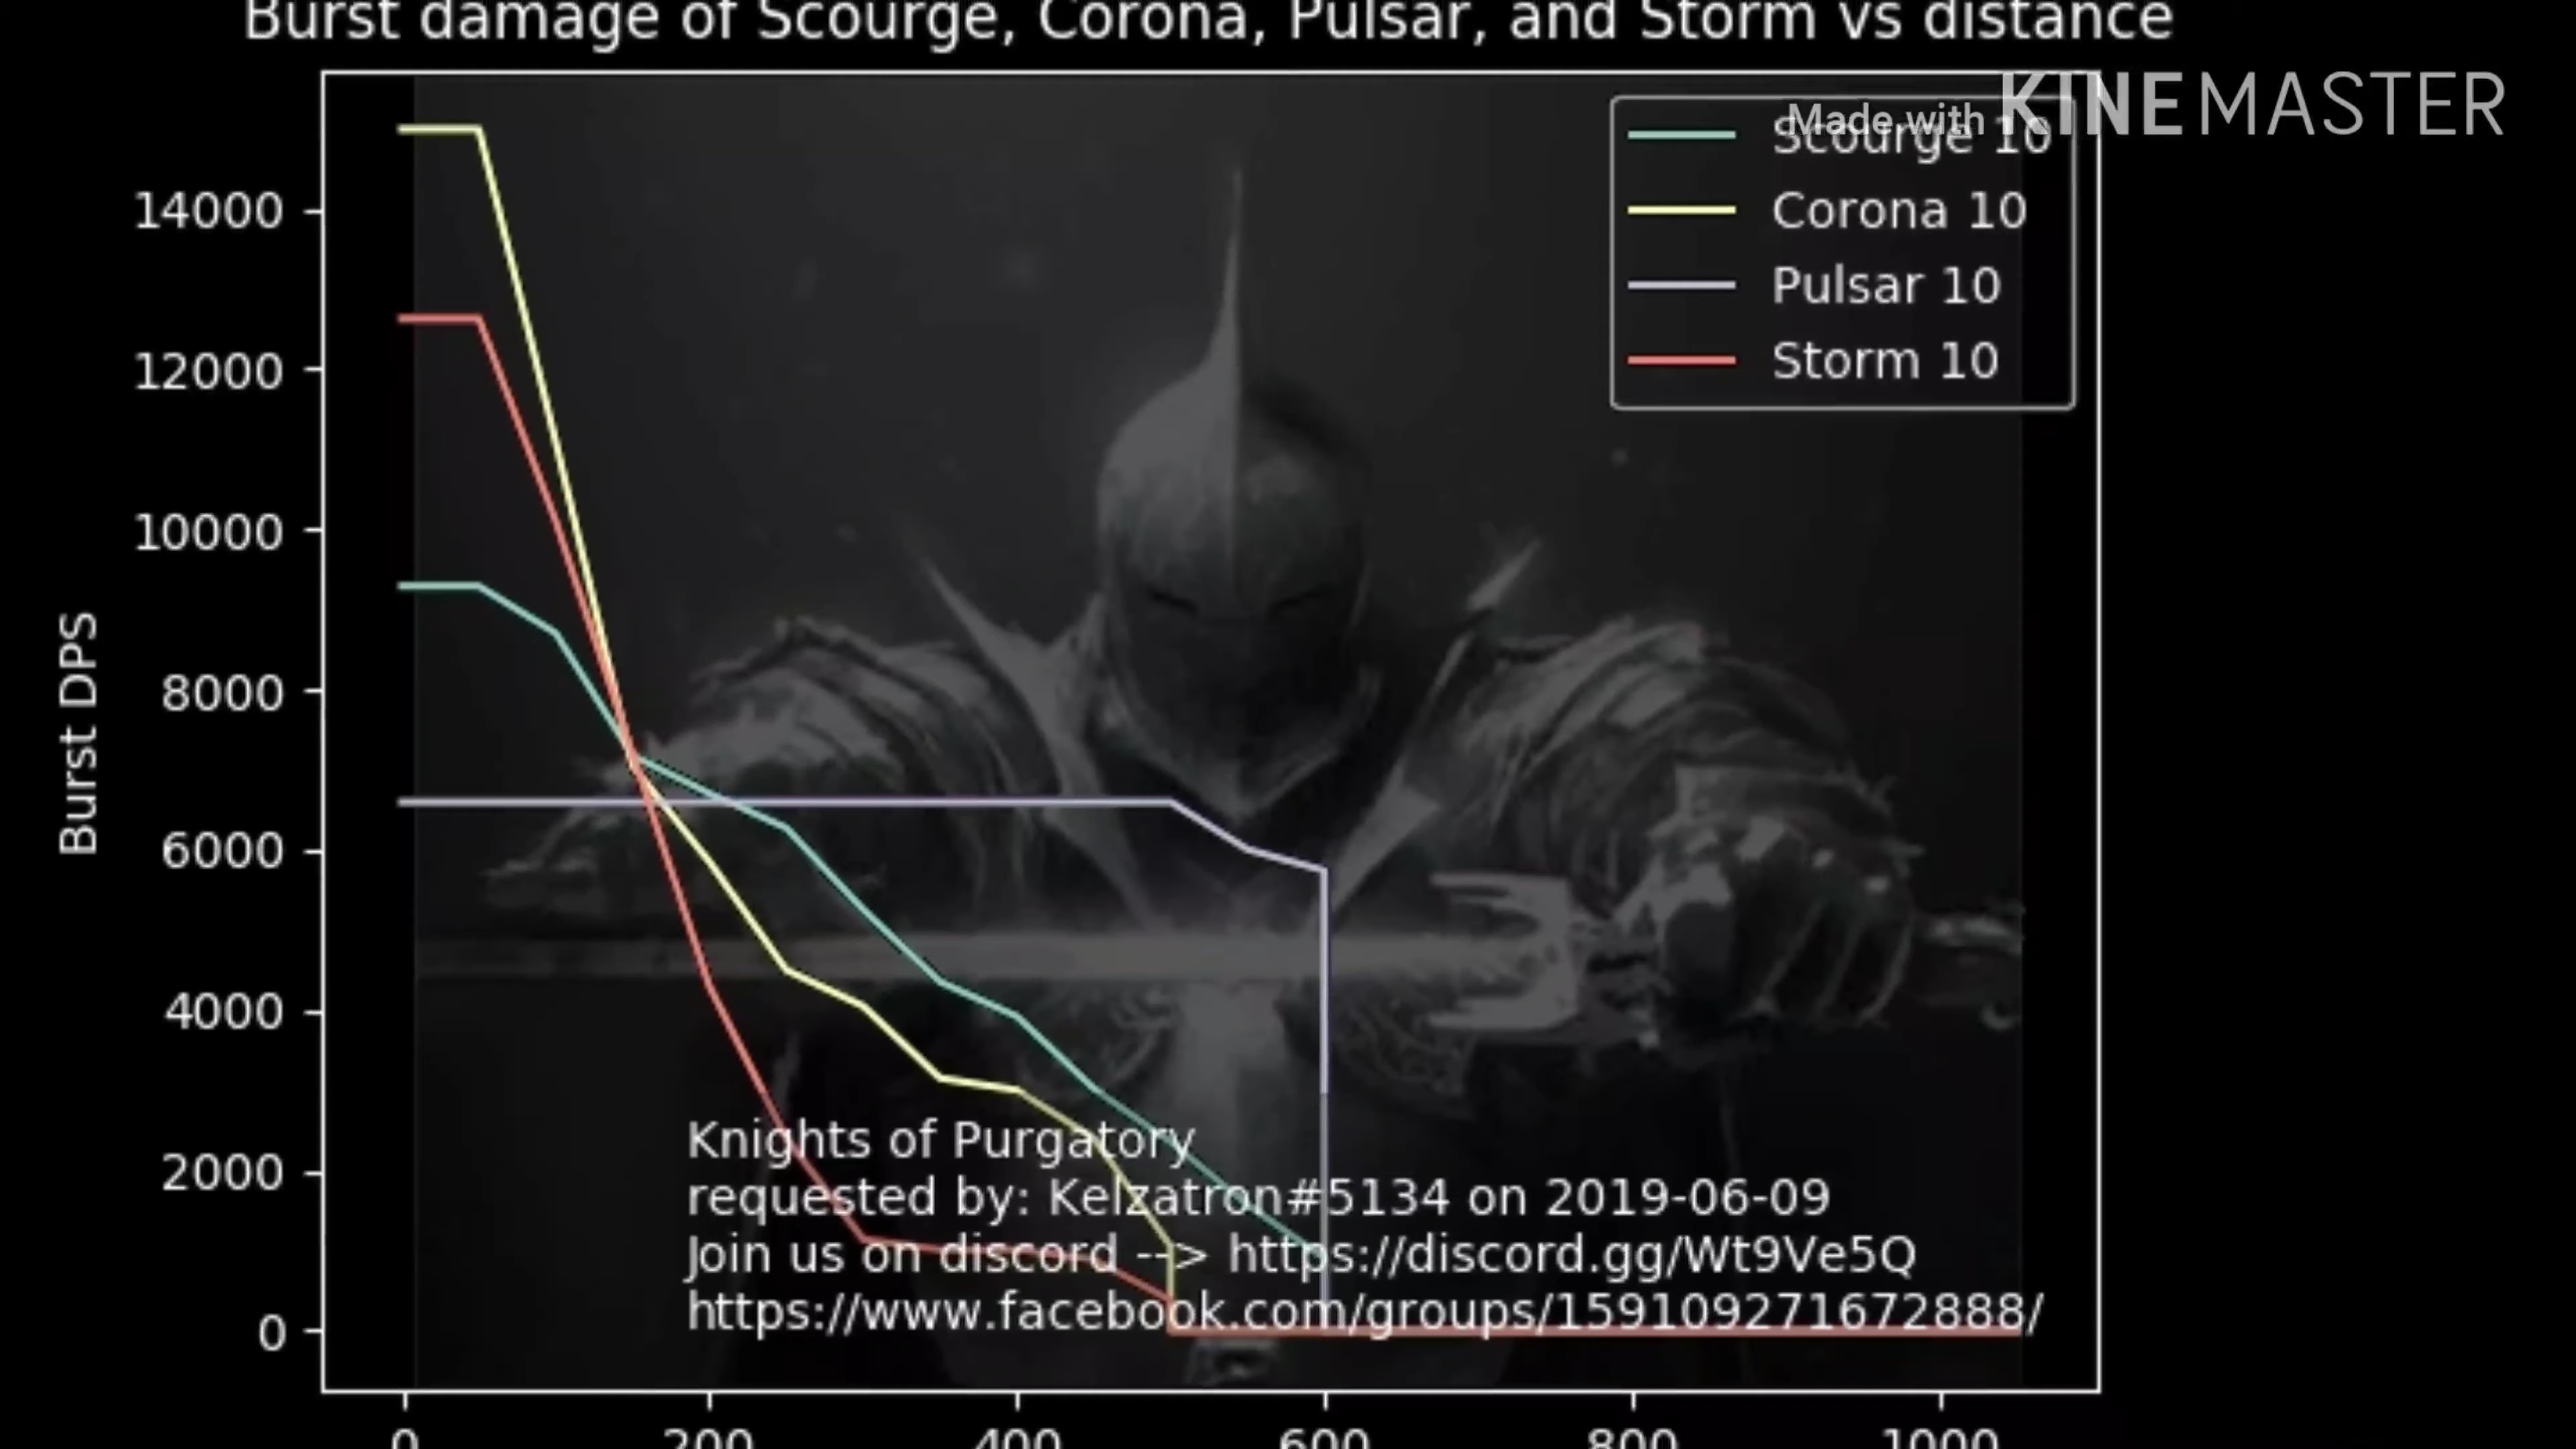 Burst damage of Scourge, Corona, Pulsar, and Storm vs distance
Made with KINEMASTER
Scourge 10
Corona 10
Pulsar 10
Storm 10
14000
12000
10000
8000
6000
4000
2000
0
Burst DPS
Knights of Purgatory
requested by: Kelzatron#5134 on 2019-06-09
Join us on discord --> https://discord.gg/Wt9Ve5Q
https://www.facebook.com/groups/159109271672888/
0 200 400 600 800 1000